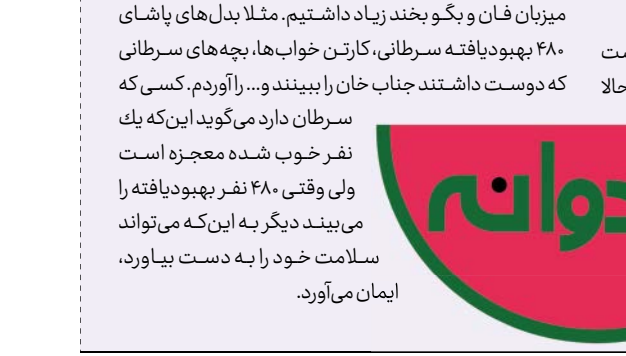 میزبان فان و بگو بخند زیاد داشتیم. مثلا بدل‌های پاشای
۴۸۰ بهبودیافته سرطانی، کارتن خواب‌ها، بچه‌های سرطانی
که دوست داشتند جناب خان را ببینند و... را آوردم. کسی که
سرطان دارد می‌گوید این‌که یك
نفر خوب شده معجزه است
ولی وقتی ۴۸۰ نفر بهبودیافته را
می‌بیند دیگر به این‌که می‌تواند
سلامت خود را به دست بیاورد،
ایمان می‌آورد.
حالا
دوانه